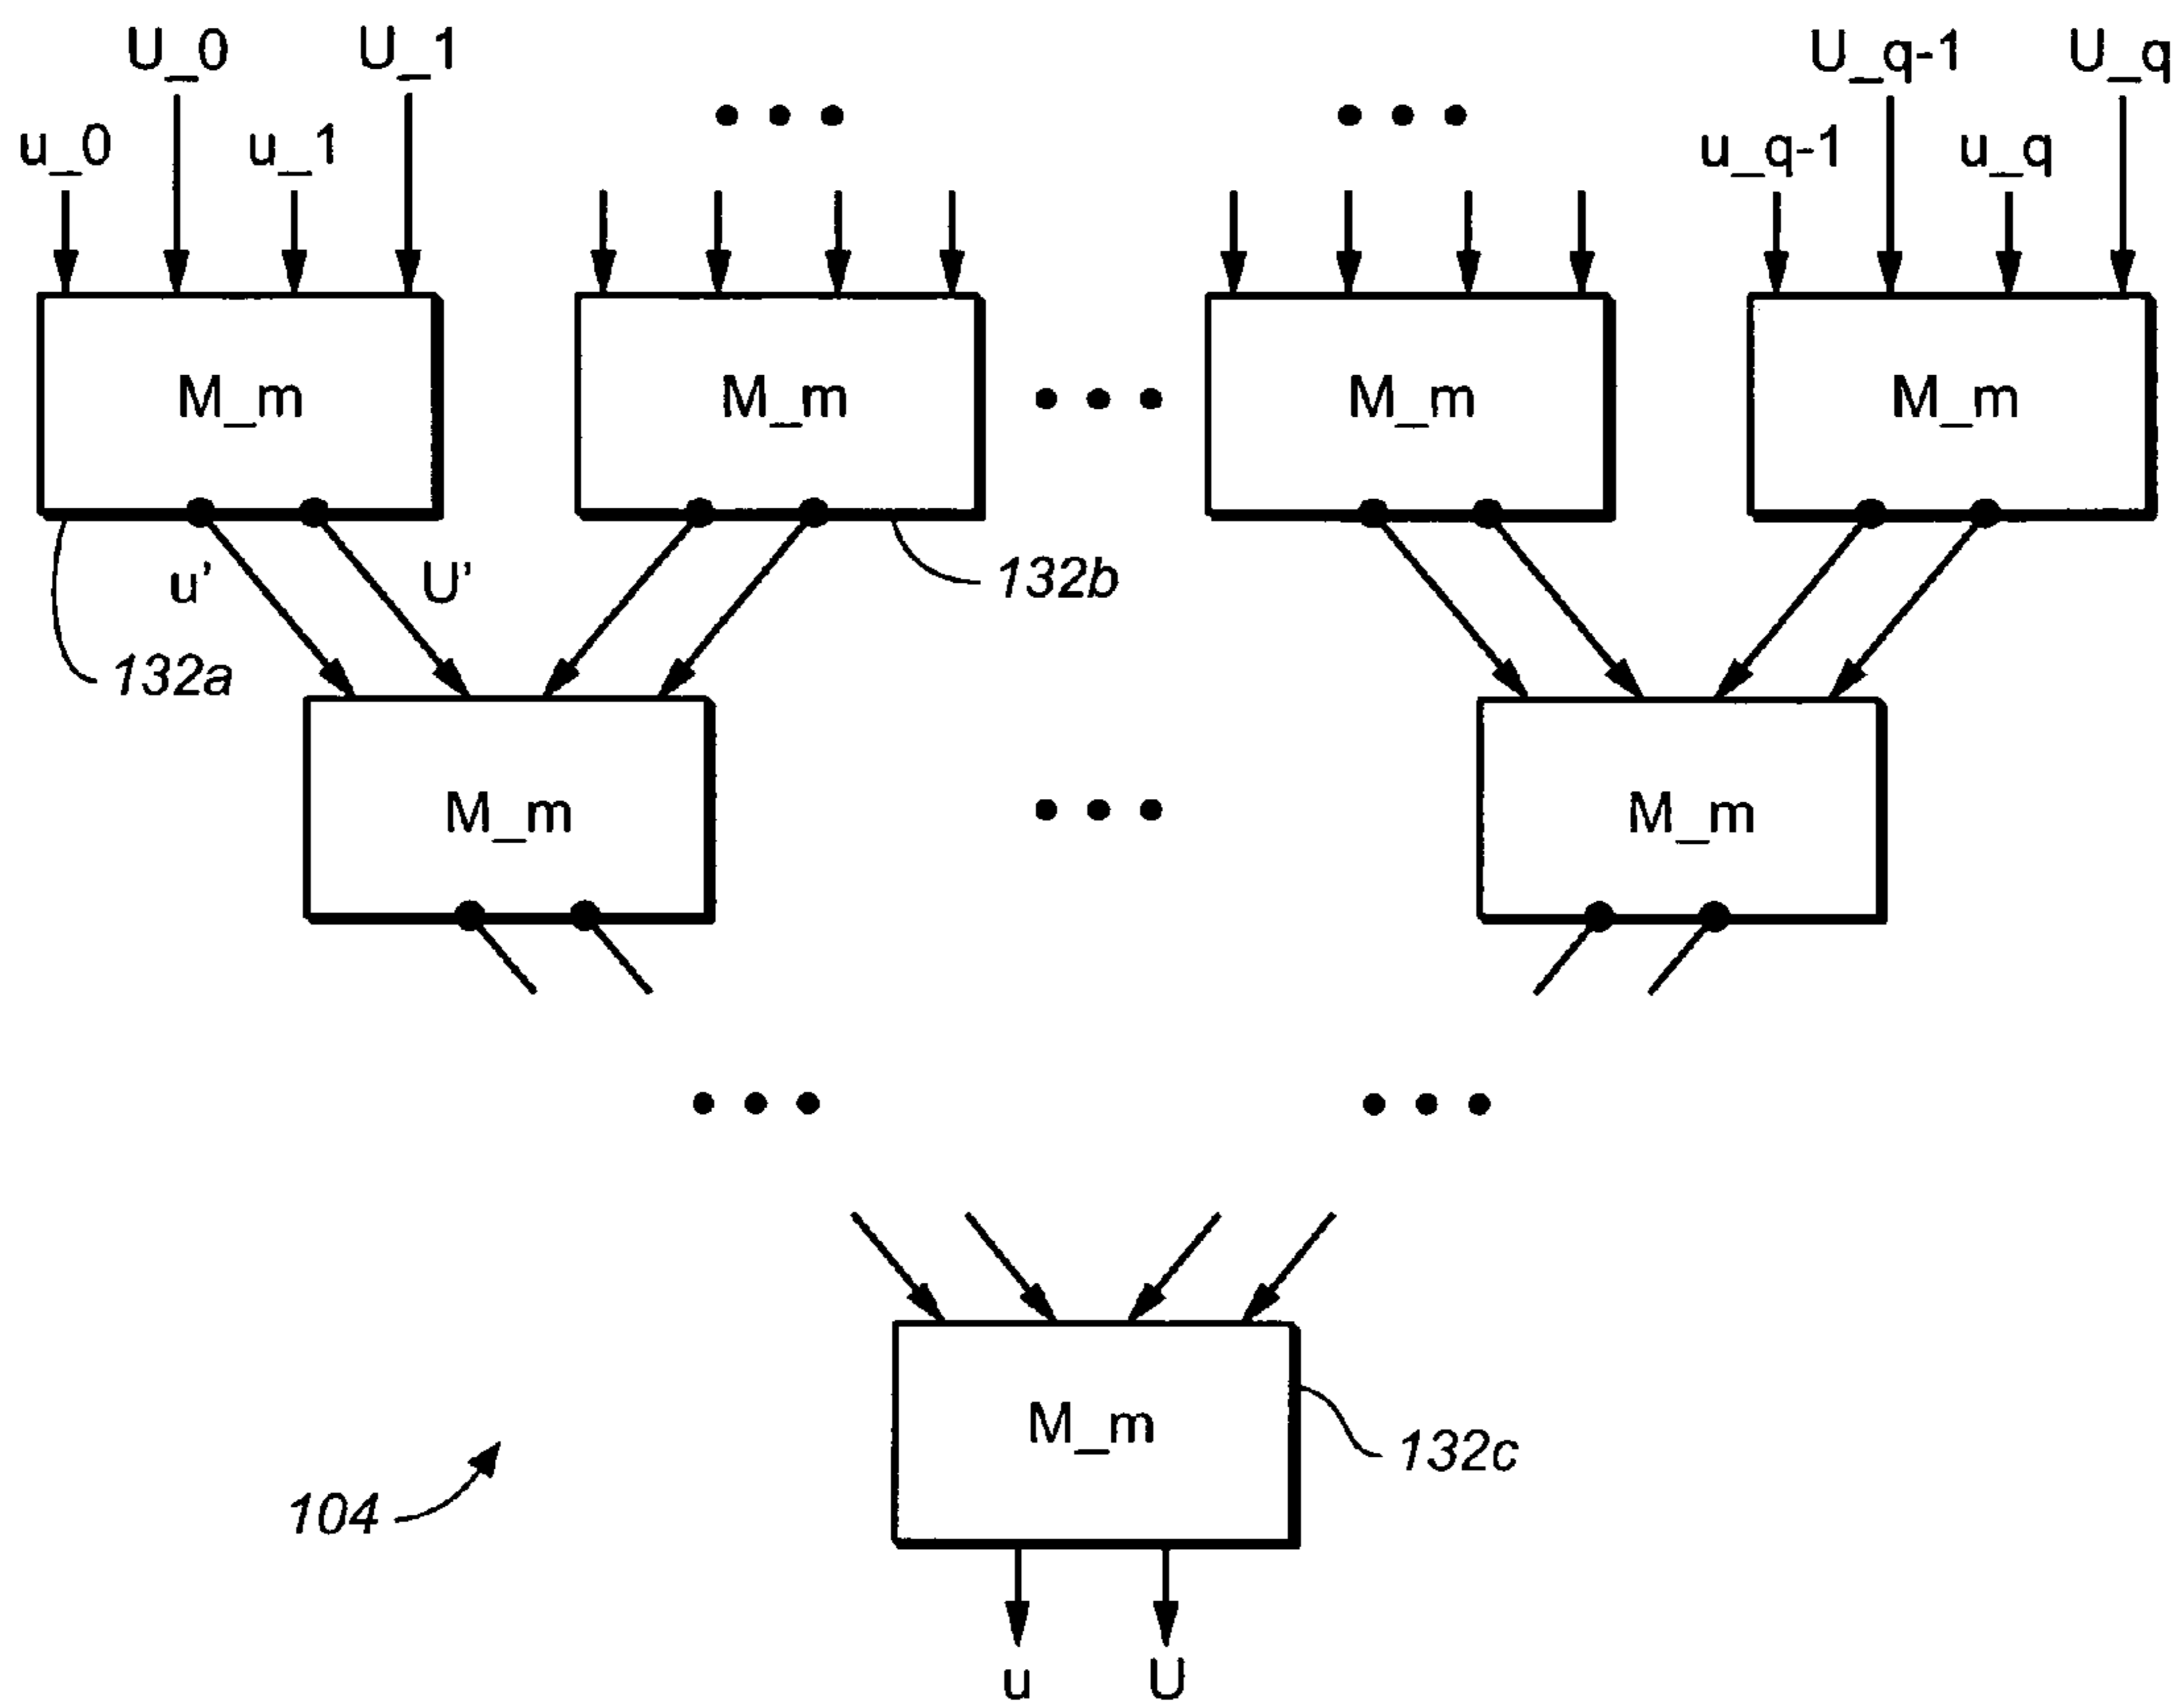 U_0 U_1 U_q-1 U_q
u_0 u_1 u_q-1 u_q
M_m M_m M_m M_m
u' U' 132b
132a
M_m M_m
M_m 132c
104
u U